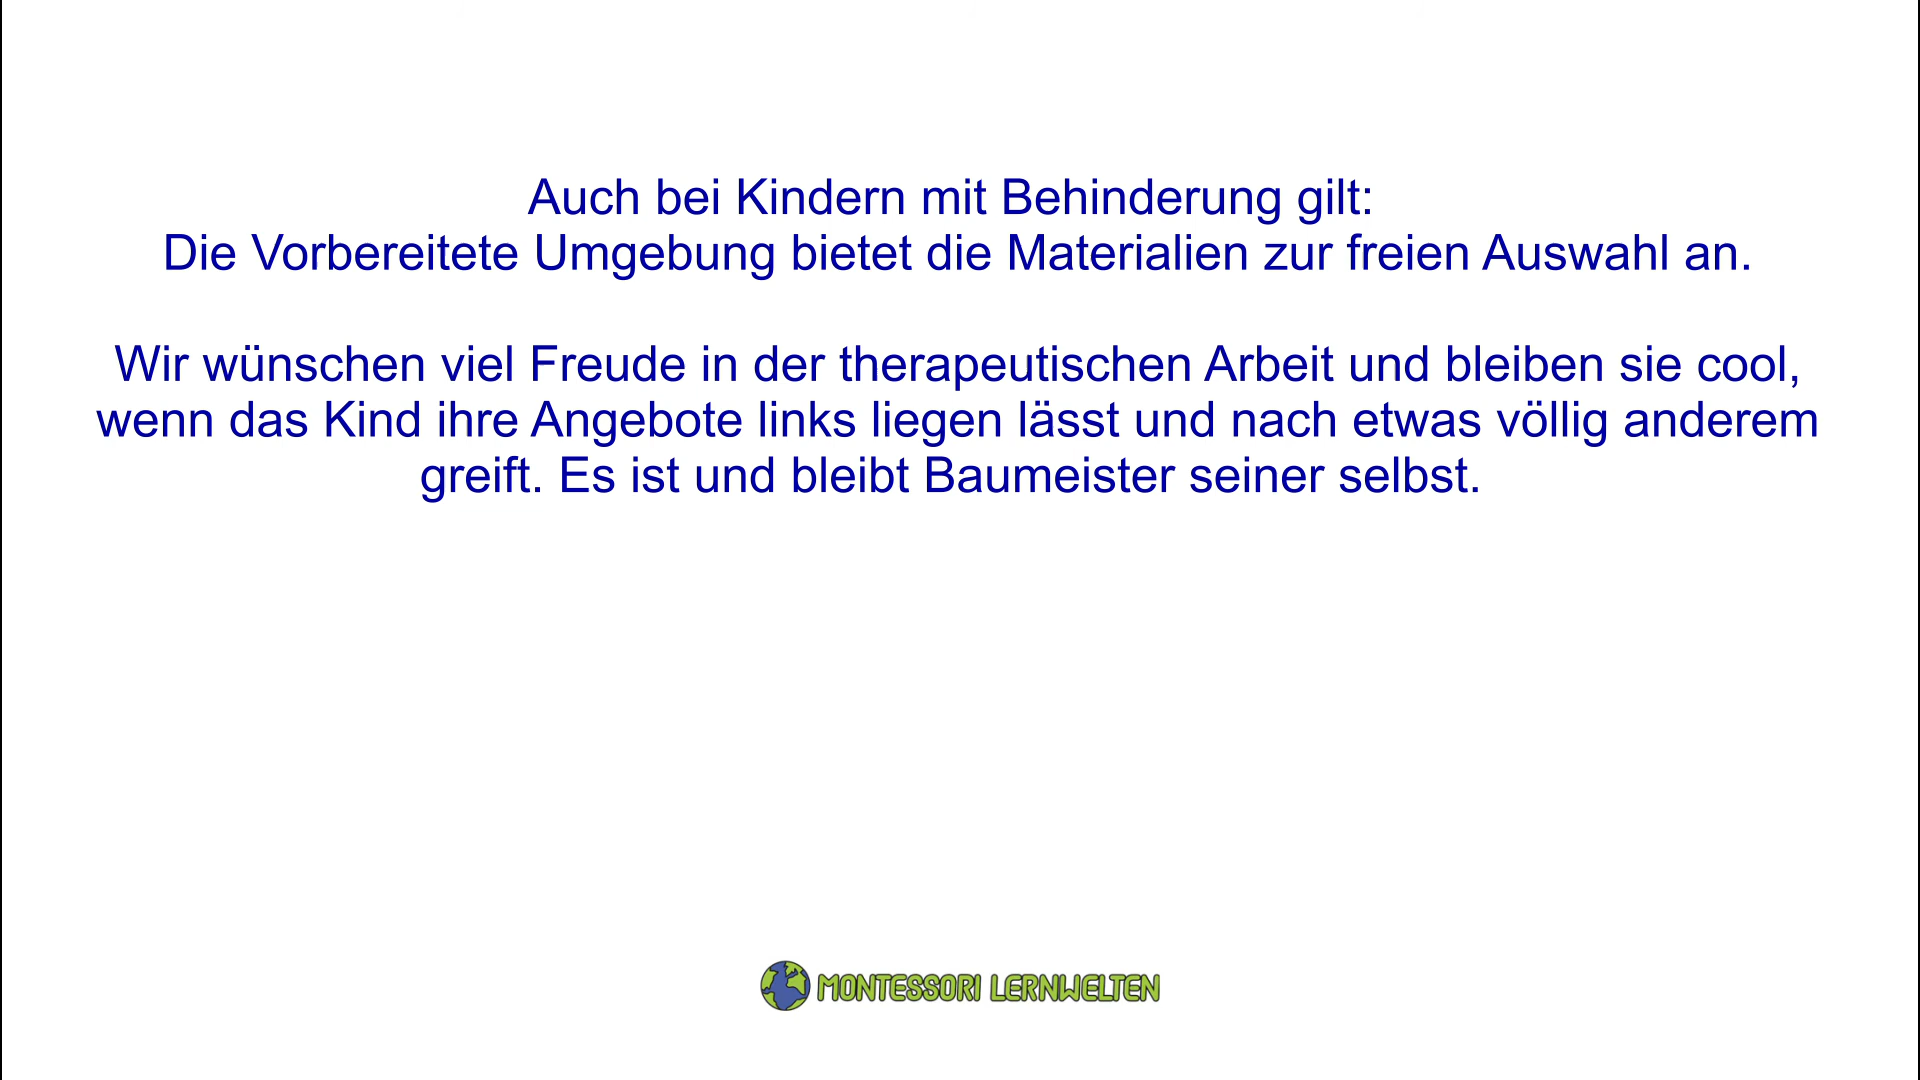 Auch bei Kindern mit Behinderung gilt:
Die Vorbereitete Umgebung bietet die Materialien zur freien Auswahl an.
Wir wünschen viel Freude in der therapeutischen Arbeit und bleiben sie cool,
wenn das Kind ihre Angebote links liegen lässt und nach etwas völlig anderem
greift. Es ist und bleibt Baumeister seiner selbst.
MONTESSORI LERNWELTEN